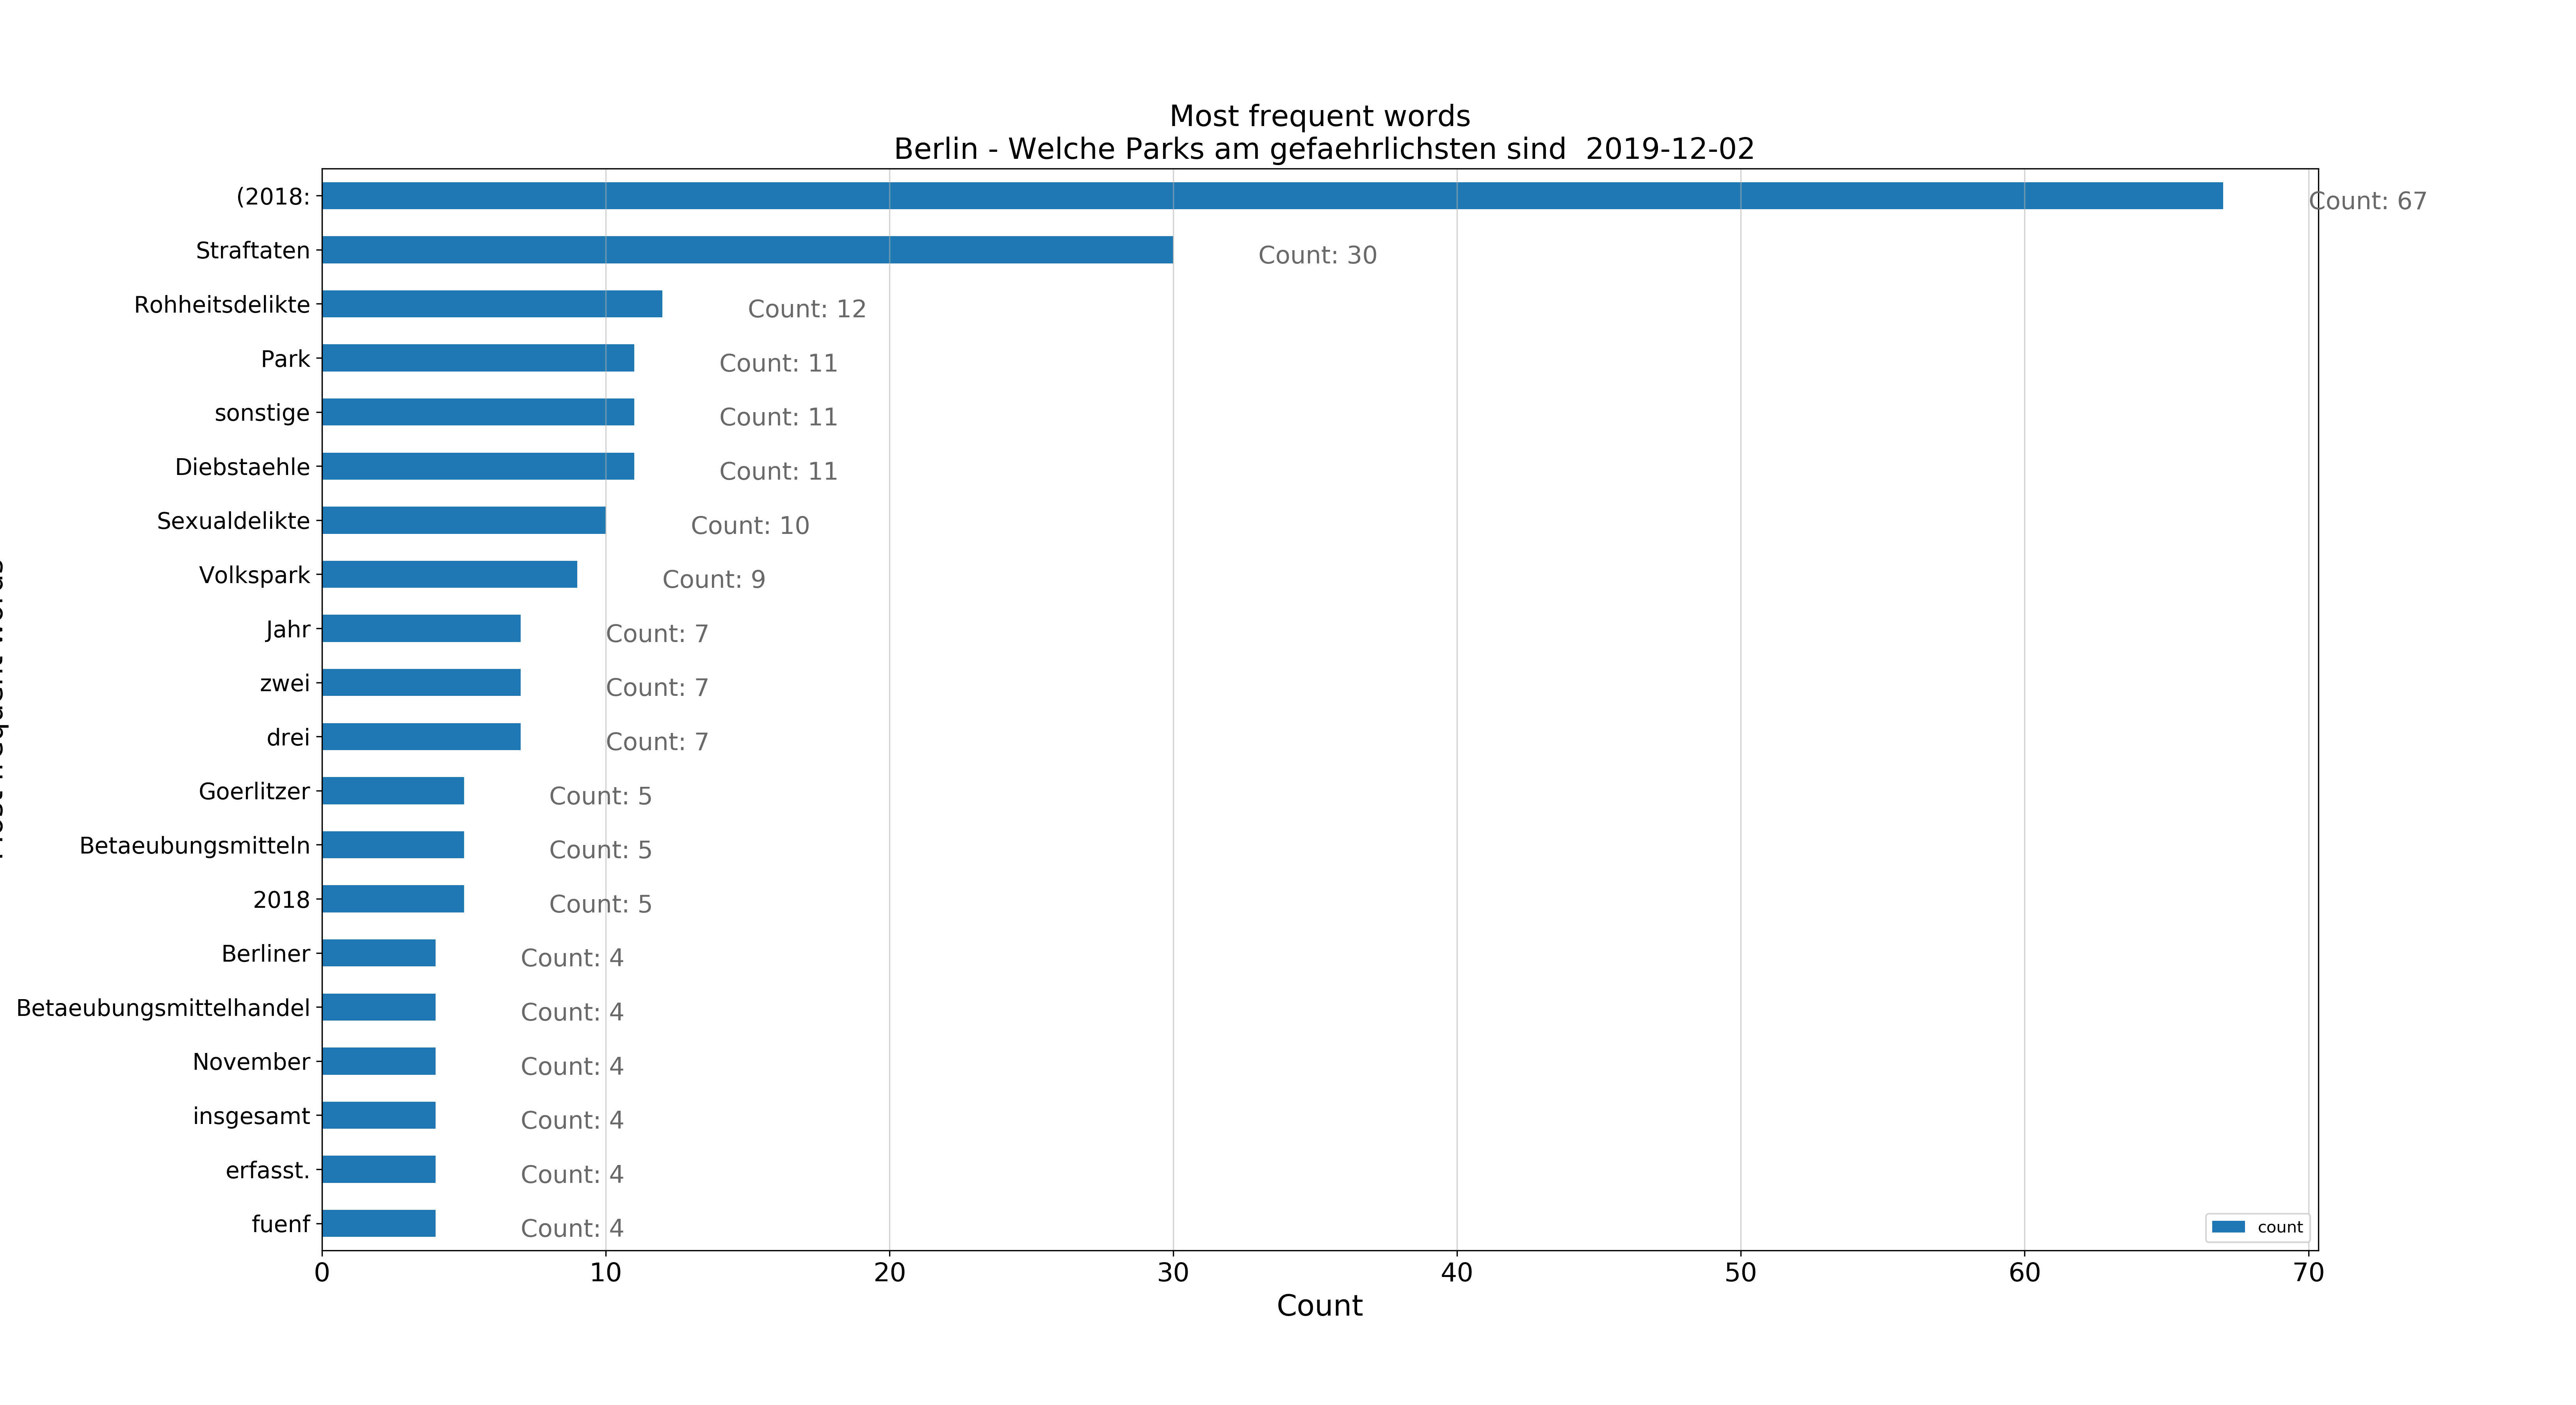 Most frequent words
Berlin - Welche Parks am gefaehrlichsten sind  2019-12-02
(2018: Count: 67
Straftaten Count: 30
Rohheitsdelikte Count: 12
Park Count: 11
sonstige Count: 11
Diebstaehle Count: 11
Sexualdelikte Count: 10
Volkspark Count: 9
Jahr Count: 7
zwei Count: 7
drei Count: 7
Goerlitzer Count: 5
Betaeubungsmitteln Count: 5
2018 Count: 5
Berliner Count: 4
Betaeubungsmittelhandel Count: 4
November Count: 4
insgesamt Count: 4
erfasst. Count: 4
fuenf Count: 4
count
0 10 20 30 40 50 60 70
Count